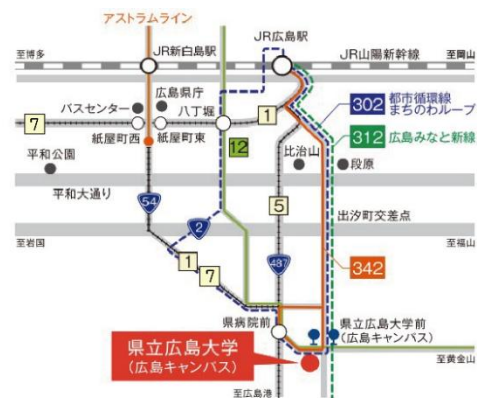 アストラムライン
JR広島駅
JR新白島駅
至博多
JR山陽新幹線
至岡山
広島県庁
バスセンター
八丁堀
1
302
都市循環線
まちのわループ
7
紙屋町西
紙屋町東
312
広島みなと新線
12
比治山
段原
平和公園
平和大通り
54
5
出汐町交差点
2
至岩国
至福山
1
487
342
7
県病院前
県立広島大学前
(広島キャンパス)
県立広島大学
(広島キャンパス)
至黄金山
至広島港